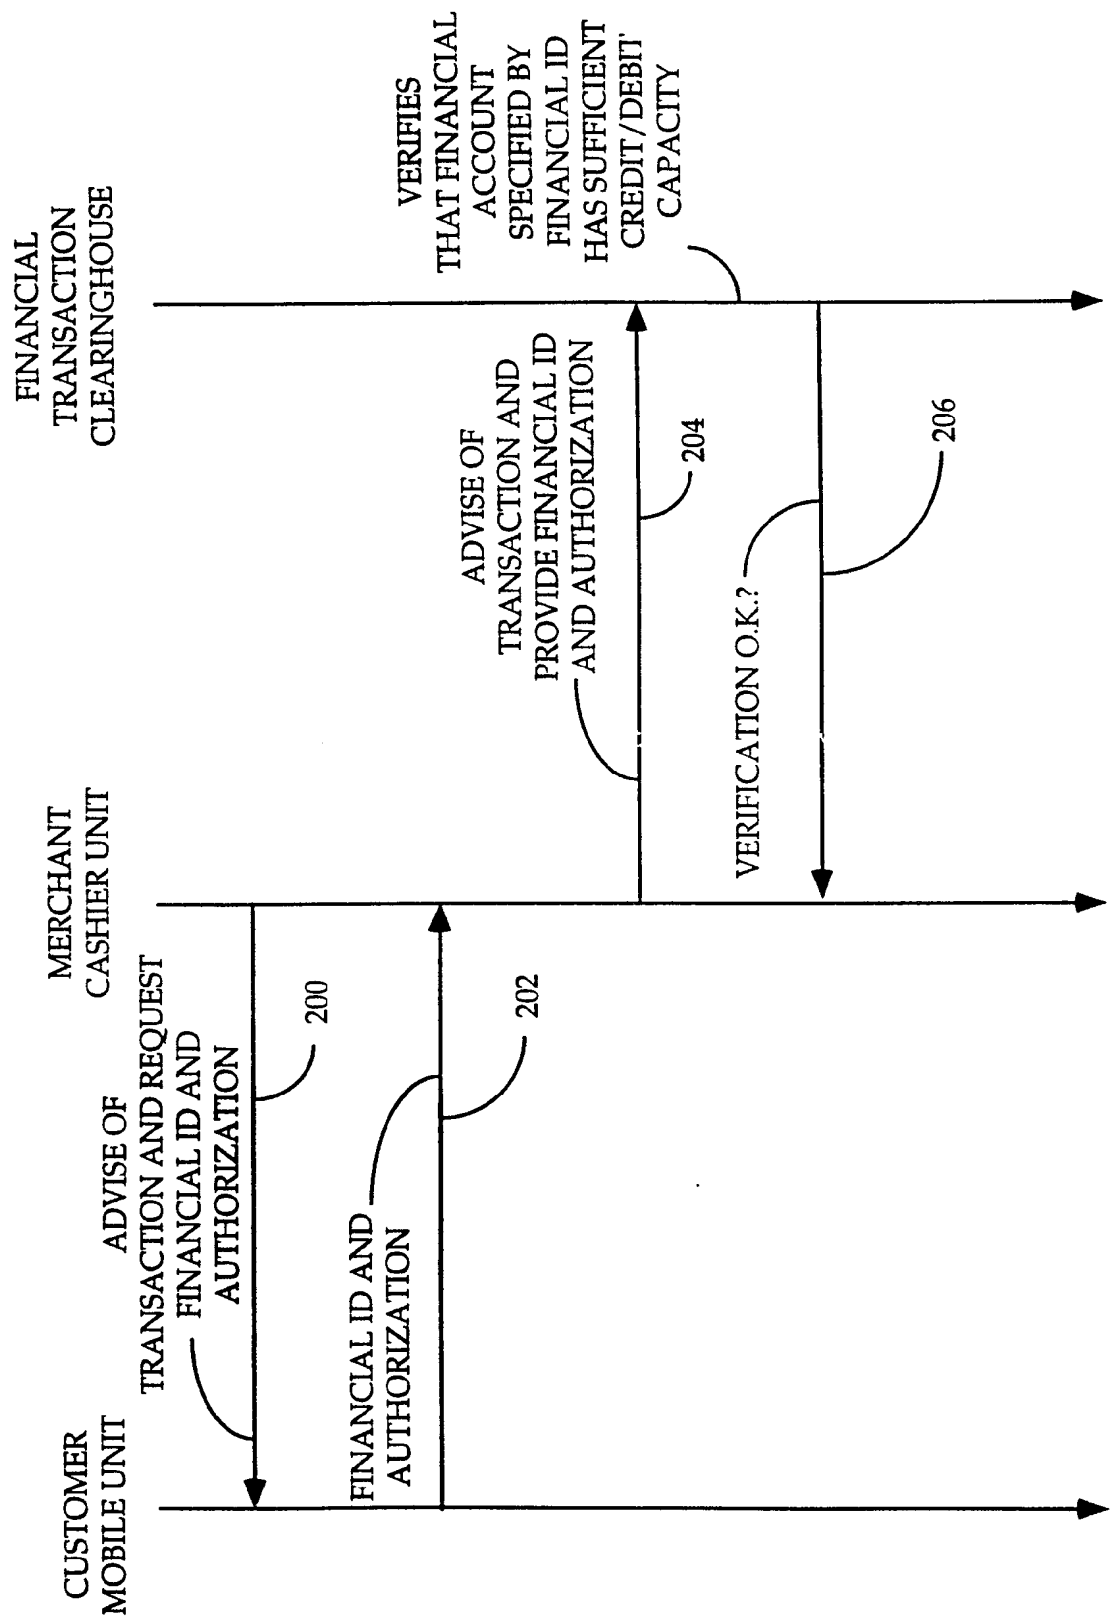 CUSTOMER
MOBILE UNIT
MERCHANT
CASHIER UNIT
FINANCIAL
TRANSACTION
CLEARINGHOUSE
ADVISE OF
TRANSACTION AND REQUEST
FINANCIAL ID AND
AUTHORIZATION
200
FINANCIAL ID AND
AUTHORIZATION
202
ADVISE OF
TRANSACTION AND
PROVIDE FINANCIAL ID
AND AUTHORIZATION
204
VERIFIES
THAT FINANCIAL
ACCOUNT
SPECIFIED BY
FINANCIAL ID
HAS SUFFICIENT
CREDIT/DEBIT
CAPACITY
VERIFICATION O.K.?
206